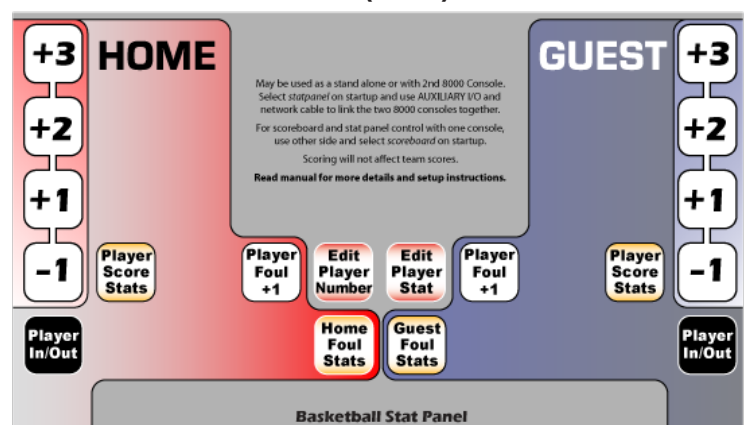 HOME
GUEST
+3
+2
+1
-1
+3
+2
+1
-1
May be used as a stand alone or with 2nd 8000 Console.
Select statpanel on startup and use AUXILIARY I/O and
network cable to link the two 8000 consoles together.
For scoreboard and stat panel control with one console,
use other side and select scoreboard on startup.
Scoring will not affect team scores.
Read manual for more details and setup instructions.
Player
Score
Stats
Player
Foul
+1
Edit
Player
Number
Edit
Player
Stat
Player
Foul
+1
Player
Score
Stats
Player
In/Out
Home
Foul
Stats
Guest
Foul
Stats
Player
In/Out
Basketball Stat Panel